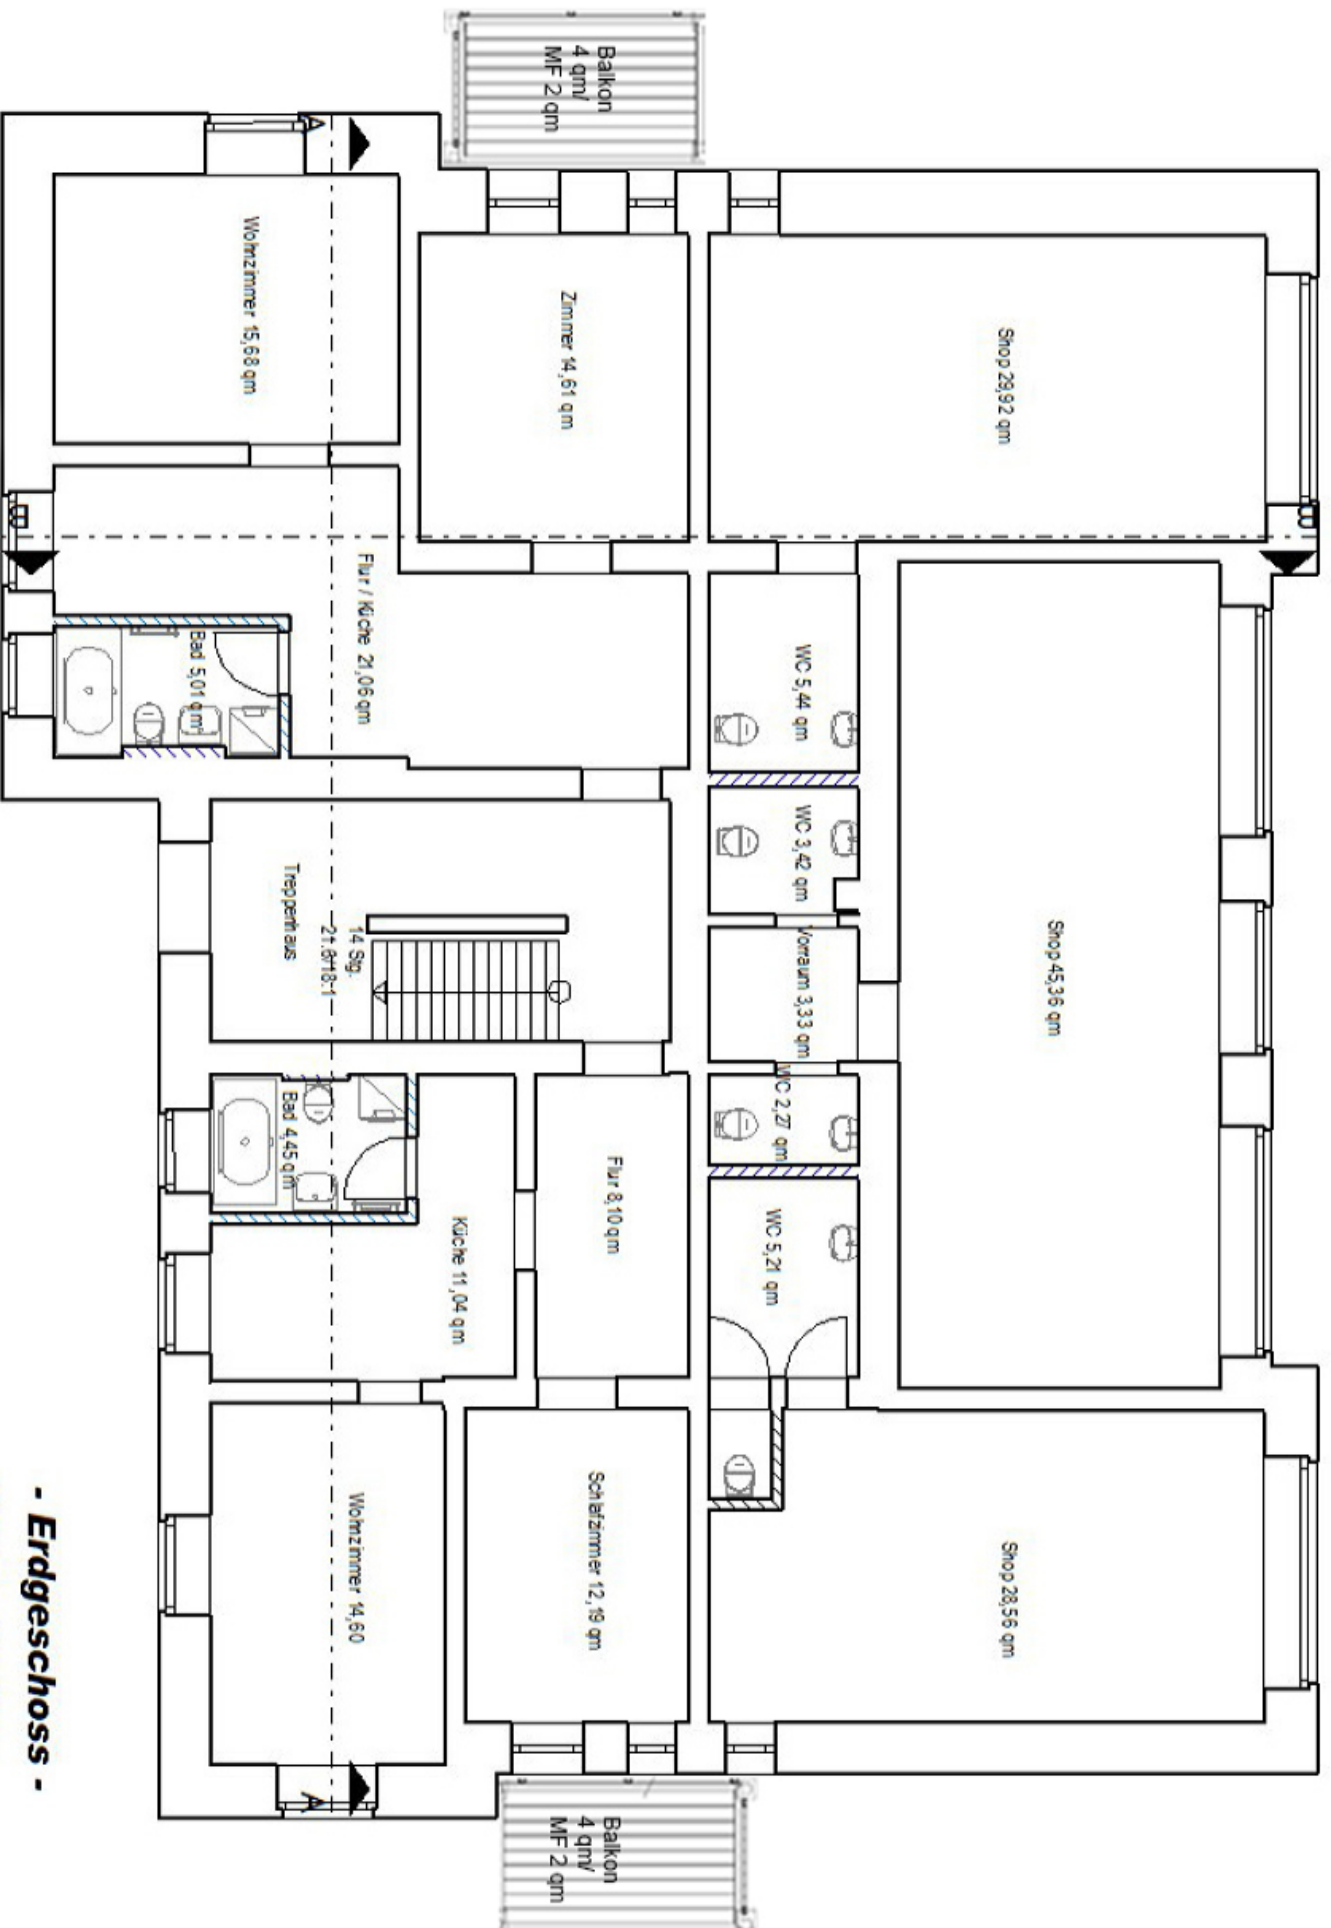 Balkon
4 qm/
MF 2 qm
A
Wohnzimmer 15,68 qm
Zimmer 14,61 qm
Shop 29,92 qm
B
B
Flur / Küche 21,06 qm
Bad 5,01 qm
WC 5,44 qm
WC 3,42 qm
Vorraum 3,33 qm
Shop 45,36 qm
Treppenhaus
14 Stg.
WC 2,27 qm
Bad 4,45 qm
Flur 8,10 qm
Küche 11,04 qm
WC 5,21 qm
Wohnzimmer 14,60
Schlafzimmer 12,19 qm
Shop 28,56 qm
A
Balkon
4 qm/
MF 2 qm
- Erdgeschoss -